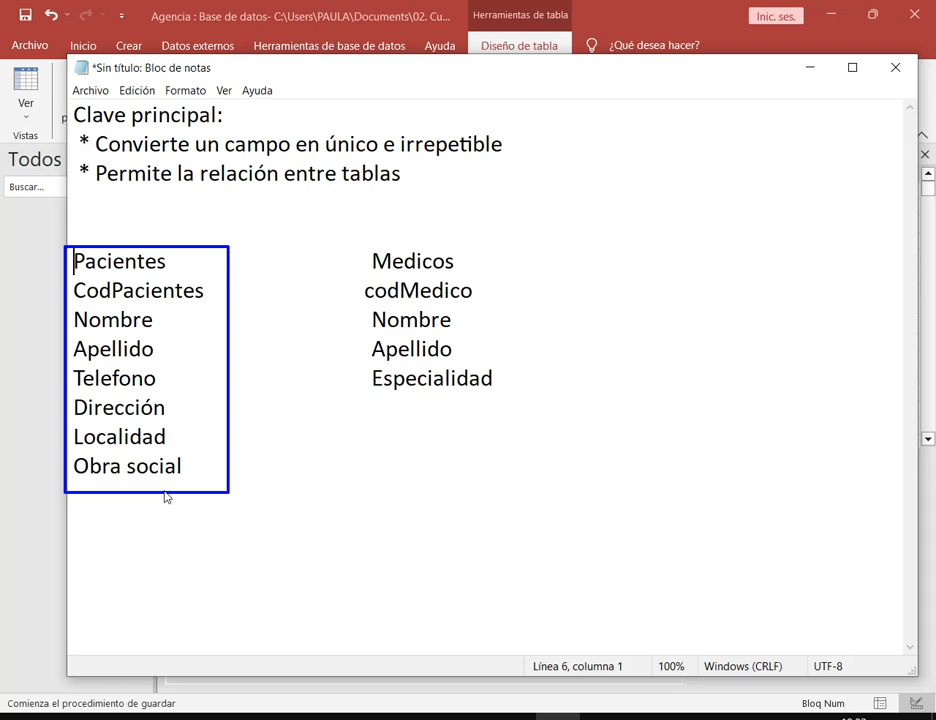 Agencia : Base de datos- C:\Users\PAULA\Documents\02. Cu...
Herramientas de tabla
Inic. ses.
Archivo Inicio Crear Datos externos Herramientas de base de datos Ayuda Diseño de tabla ¿Qué desea hacer?
*Sin título: Bloc de notas
Archivo Edición Formato Ver Ayuda
Ver
Vistas
Todos
Buscar...
Clave principal:
* Convierte un campo en único e irrepetible
* Permite la relación entre tablas
Pacientes Medicos
CodPacientes codMedico
Nombre Nombre
Apellido Apellido
Telefono Especialidad
Dirección
Localidad
Obra social
Línea 6, columna 1 100% Windows (CRLF) UTF-8
Comienza el procedimiento de guardar Bloq Num